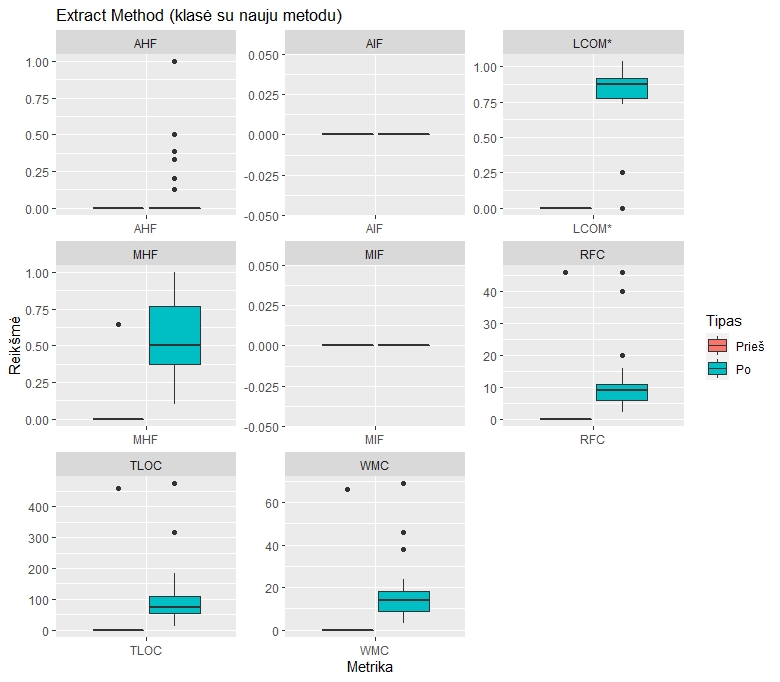 Extract Method (klasė su nauju metodu)
AHF
AIF
LCOM*
1.00
0.75
0.50
0.25
0.00
0.050
0.025
0.000
-0.025
-0.050
1.00
0.75
0.50
0.25
0.00
AHF
AIF
LCOM*
MHF
MIF
RFC
1.00
0.75
0.50
0.25
0.00
0.050
0.025
0.000
-0.025
-0.050
40
30
20
10
0
MHF
MIF
RFC
TLOC
WMC
400
300
200
100
0
60
40
20
0
TLOC
WMC
Metrika
Reikšmė
Tipas
Prieš
Po